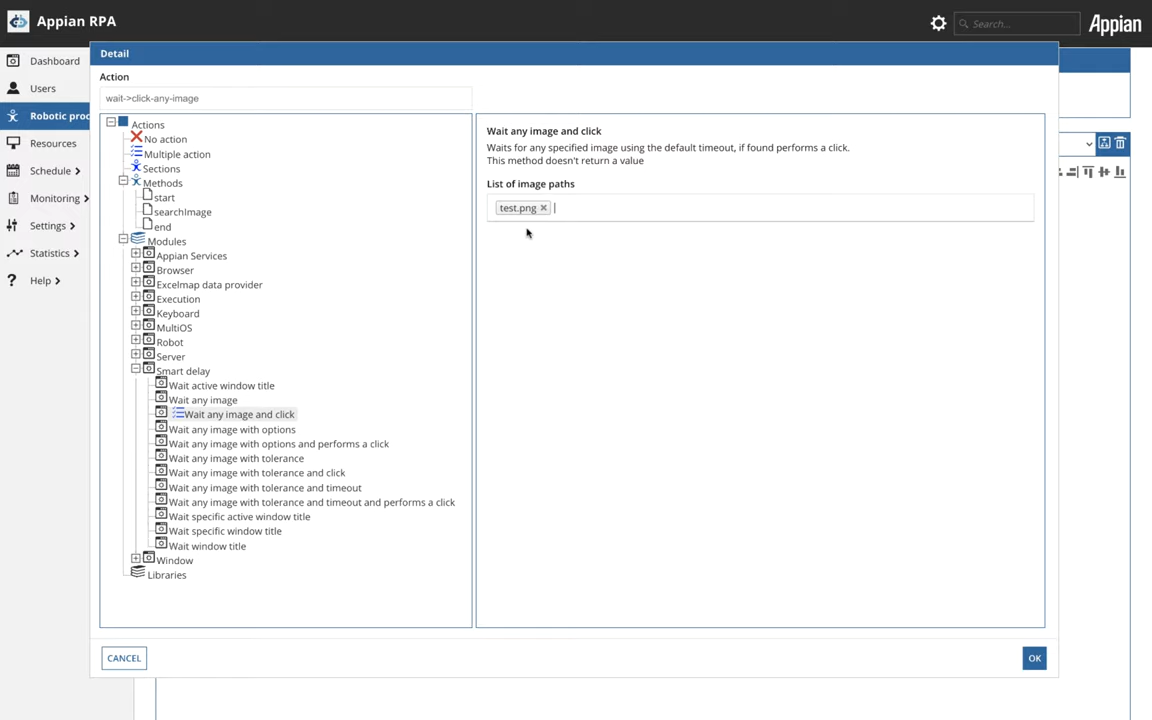 Appian RPA
Search...
Appian
Dashboard
Users
Robotic proc
Resources
Schedule
Monitoring
Settings
Statistics
? Help
Detail
Action
wait->click-any-image
Actions
No action
Multiple action
Sections
Methods
start
searchImage
end
Modules
Appian Services
Browser
Excelmap data provider
Execution
Keyboard
MultiOS
Robot
Server
Smart delay
Wait active window title
Wait any image
Wait any image and click
Wait any image with options
Wait any image with options and performs a click
Wait any image with tolerance
Wait any image with tolerance and click
Wait any image with tolerance and timeout
Wait any image with tolerance and timeout and performs a click
Wait specific active window title
Wait specific window title
Wait window title
Window
Libraries
Wait any image and click
Waits for any specified image using the default timeout, if found performs a click.
This method doesn't return a value
List of image paths
test.png ×
CANCEL
OK